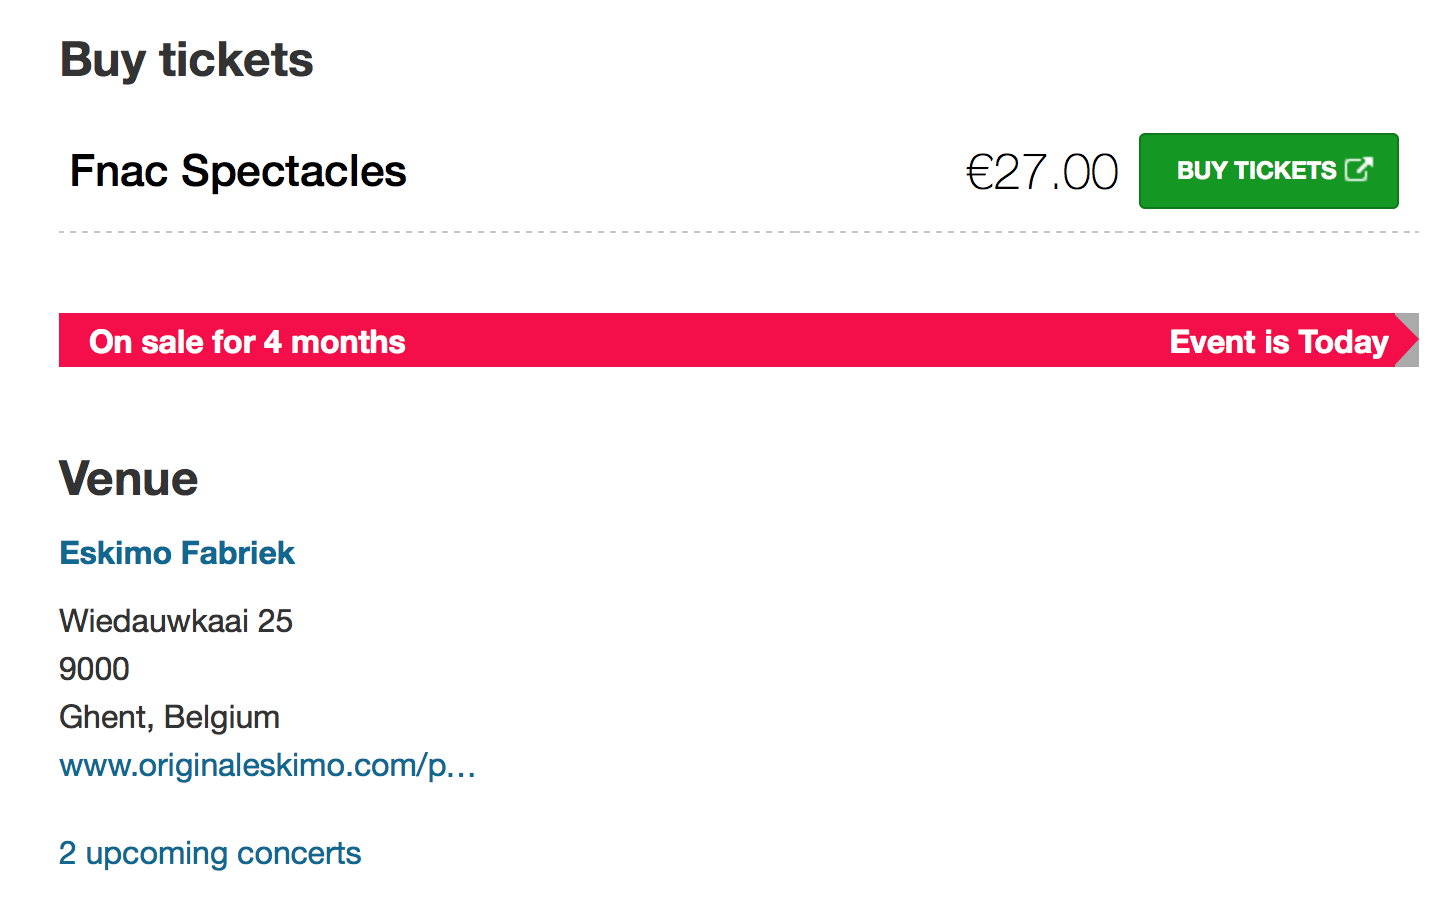 Buy tickets
Fnac Spectacles €27.00 BUY TICKETS
On sale for 4 months Event is Today
Venue
Eskimo Fabriek
Wiedauwkaai 25
9000
Ghent, Belgium
www.originaleskimo.com/p...
2 upcoming concerts